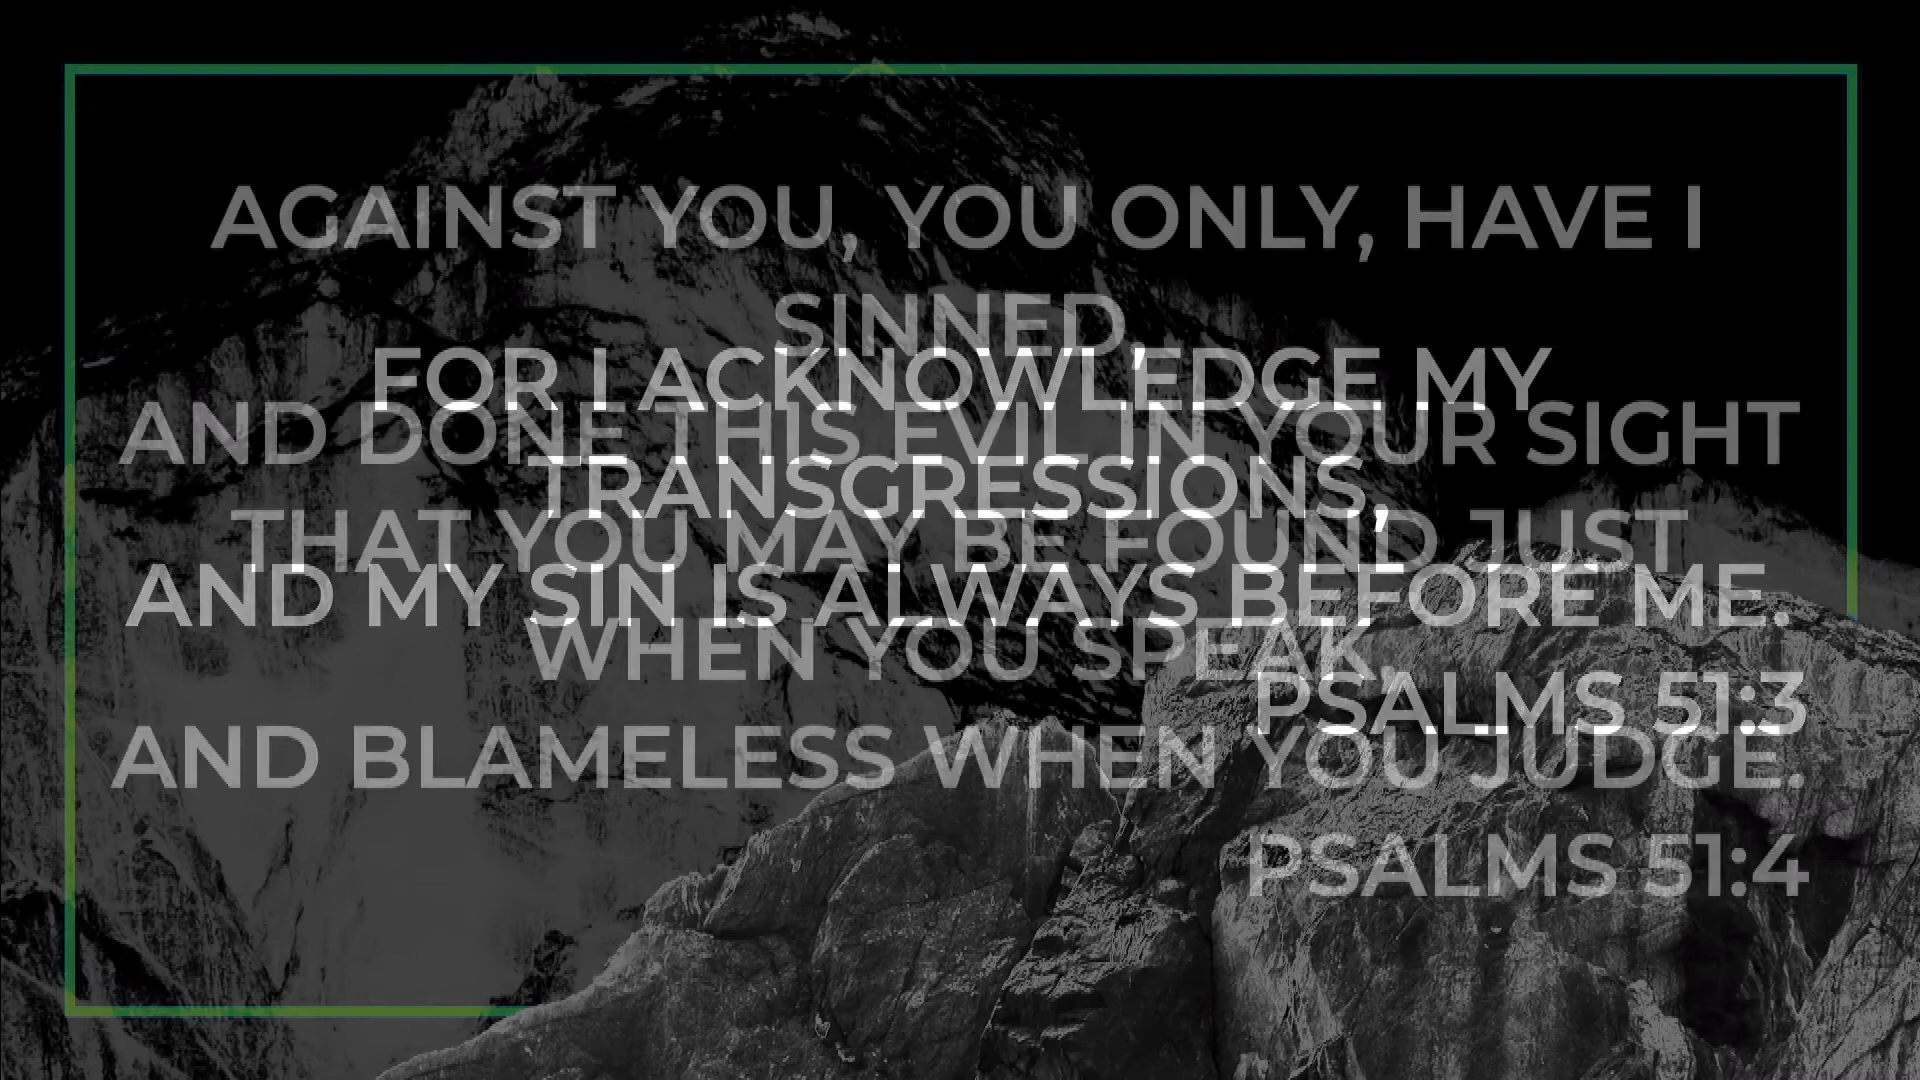 AGAINST YOU, YOU ONLY, HAVE I
SINNED,
AND DONE THIS EVIL IN YOUR SIGHT
THAT YOU MAY BE FOUND JUST
WHEN YOU SPEAK,
AND BLAMELESS WHEN YOU JUDGE.
PSALMS 51:4
FOR I ACKNOWLEDGE MY
TRANSGRESSIONS,
AND MY SIN IS ALWAYS BEFORE ME.
PSALMS 51:3